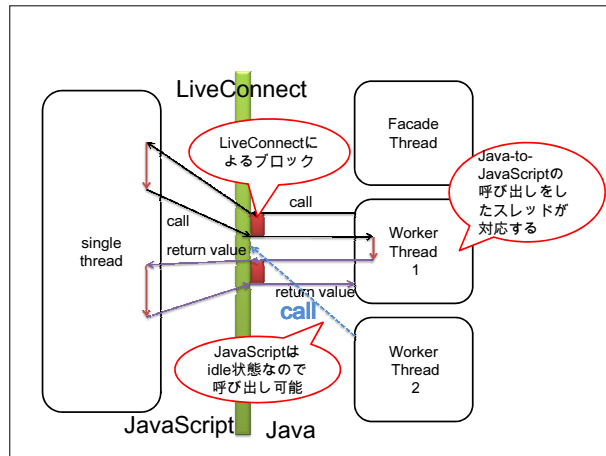 LiveConnect
Facade
Thread
LiveConnectに
よるブロック
Java-to-
JavaScriptの
呼び出しをし
たスレッドが
対応する
call
call
single
thread
return value
Worker
Thread
1
return value
call
JavaScriptは
idle状態なので
呼び出し可能
Worker
Thread
2
JavaScript
Java